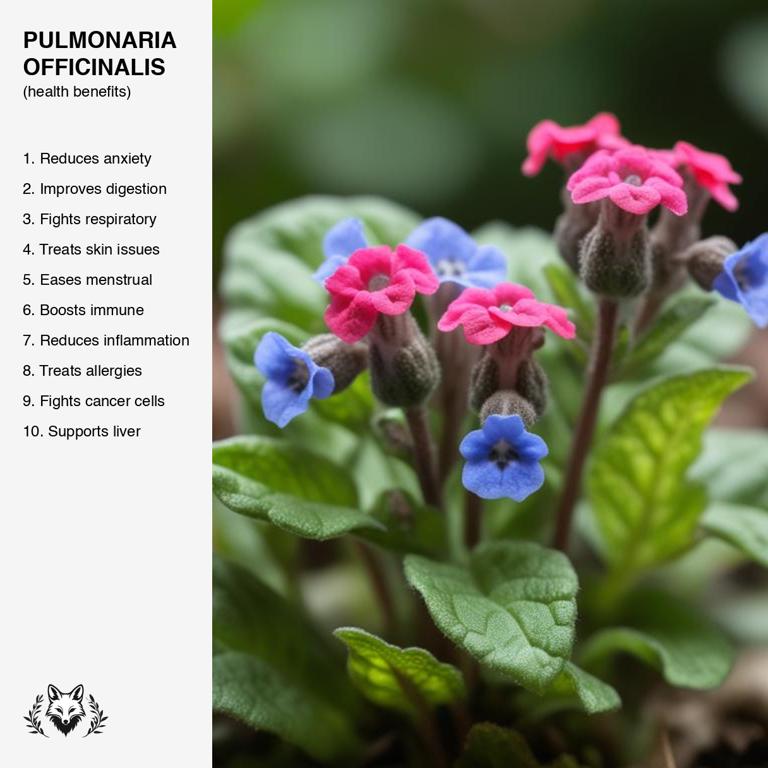 PULMONARIA
OFFICINALIS
(health benefits)
1. Reduces anxiety
2. Improves digestion
3. Fights respiratory
4. Treats skin issues
5. Eases menstrual
6. Boosts immune
7. Reduces inflammation
8. Treats allergies
9. Fights cancer cells
10. Supports liver